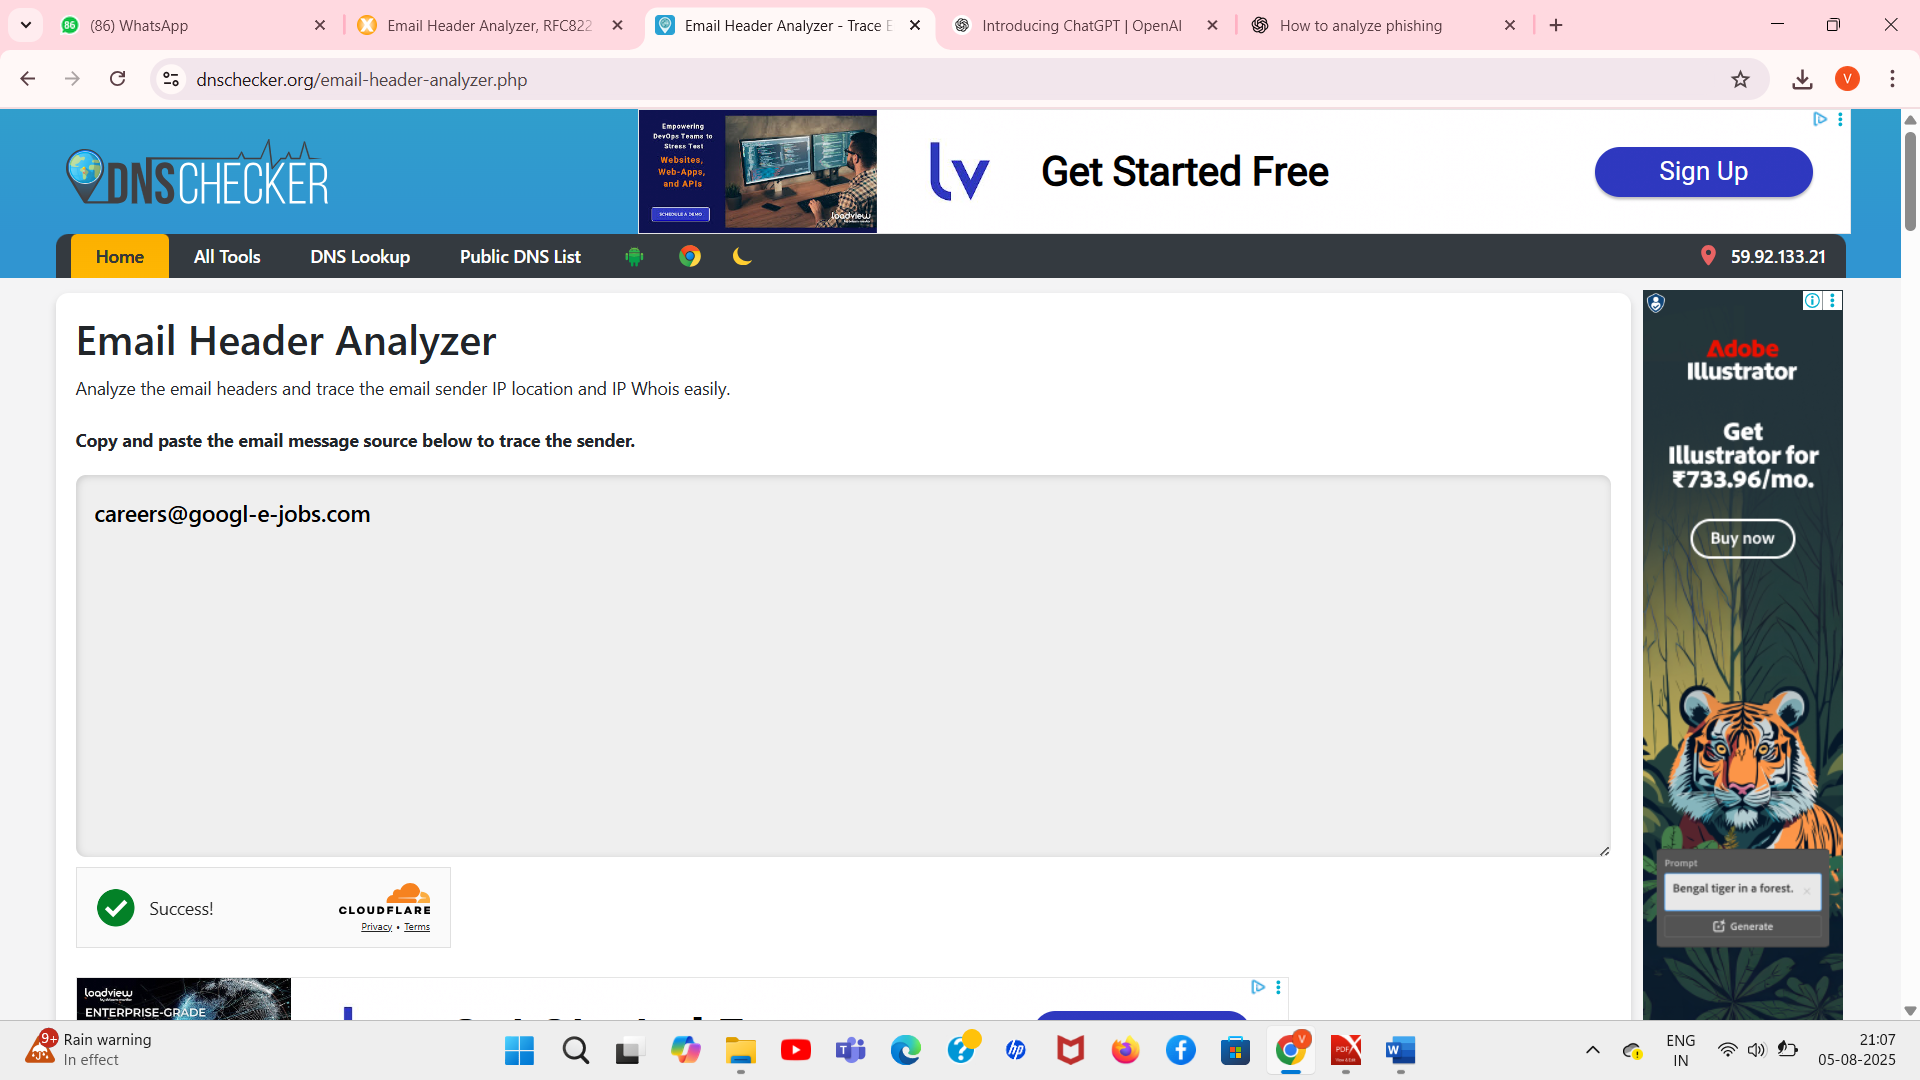 86
(86) WhatsApp
Email Header Analyzer, RFC822
Email Header Analyzer - Trace E
Introducing ChatGPT | OpenAI
How to analyze phishing
dnschecker.org/email-header-analyzer.php
V
DNSCHECKER
Empowering
DevOps Teams to
Stress Test
Websites,
Web-Apps,
and APIs
SCHEDULE A DEMO
loadview
lv
Get Started Free
Sign Up
Home
All Tools
DNS Lookup
Public DNS List
59.92.133.21
Email Header Analyzer
Analyze the email headers and trace the email sender IP location and IP Whois easily.
Copy and paste the email message source below to trace the sender.
careers@googl-e-jobs.com
Success!
CLOUDFLARE
Privacy • Terms
Adobe
Illustrator
Get
Illustrator for
₹733.96/mo.
Buy now
Prompt
Bengal tiger in a forest.
Generate
loadview
ENTERPRISE-GRADE
9+
Rain warning
In effect
hp
V
PDF
W
ENG
IN
21:07
05-08-2025